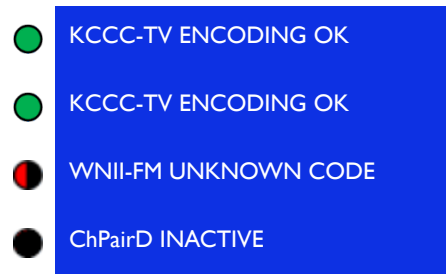 KCCC-TV ENCODING OK
KCCC-TV ENCODING OK
WNII-FM UNKNOWN CODE
ChPairD INACTIVE